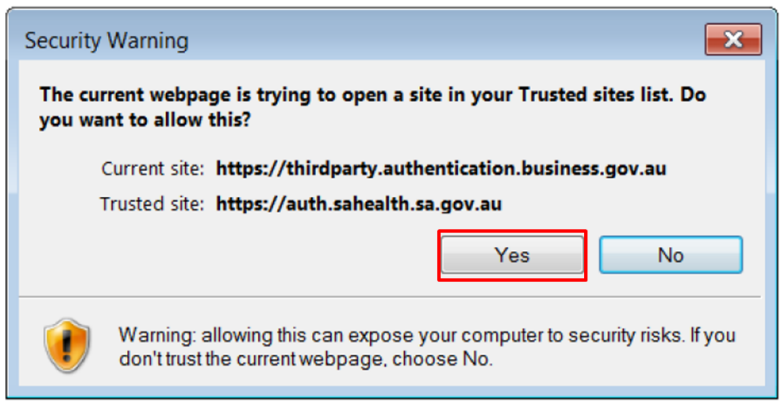 Security Warning
The current webpage is trying to open a site in your Trusted sites list. Do
you want to allow this?
Current site: https://thirdparty.authentication.business.gov.au
Trusted site: https://auth.sahealth.sa.gov.au
Yes No
Warning: allowing this can expose your computer to security risks. If you
don't trust the current webpage, choose No.